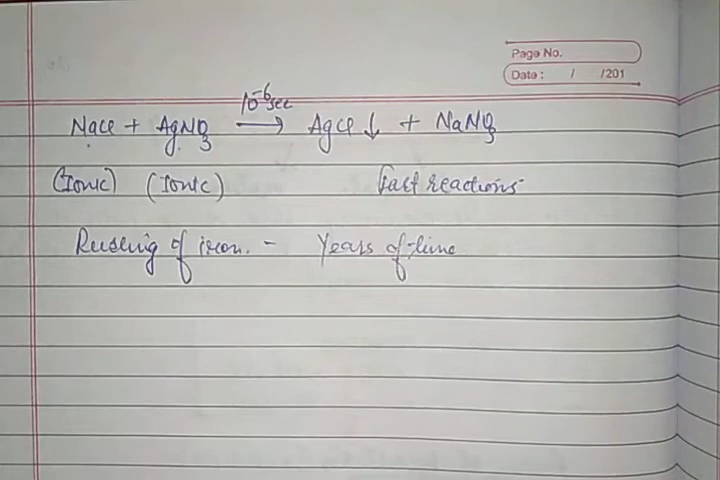 Page No.
Date : / /201
10⁻⁶sec
NaCl + AgNO₃ ⟶ AgCl ↓ + NaNO₃
(Ionic) (Ionic) Fast reactions
Rusting of iron. - Years of time